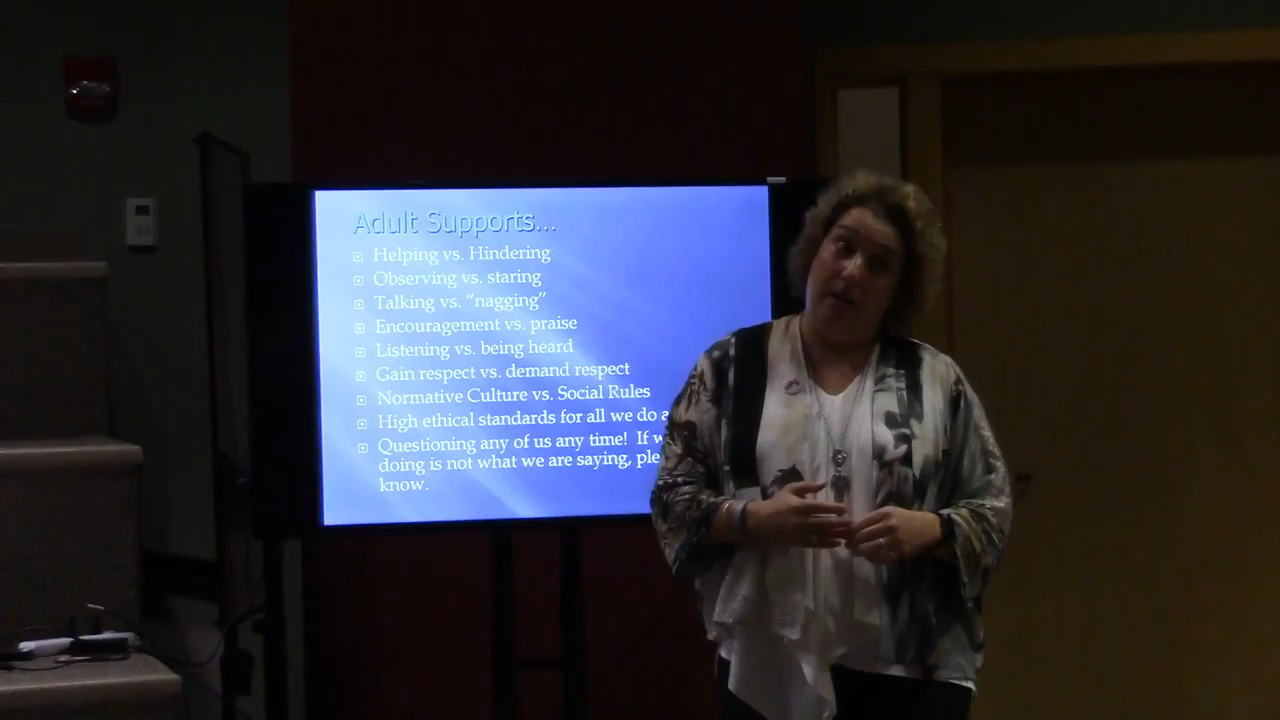 Adult Supports...
Helping vs. Hindering
Observing vs. staring
Talking vs. “nagging”
Encouragement vs. praise
Listening vs. being heard
Gain respect vs. demand respect
Normative Culture vs. Social Rules
High ethical standards for all we do
Questioning any of us any time! If
doing is not what we are saying,
know.